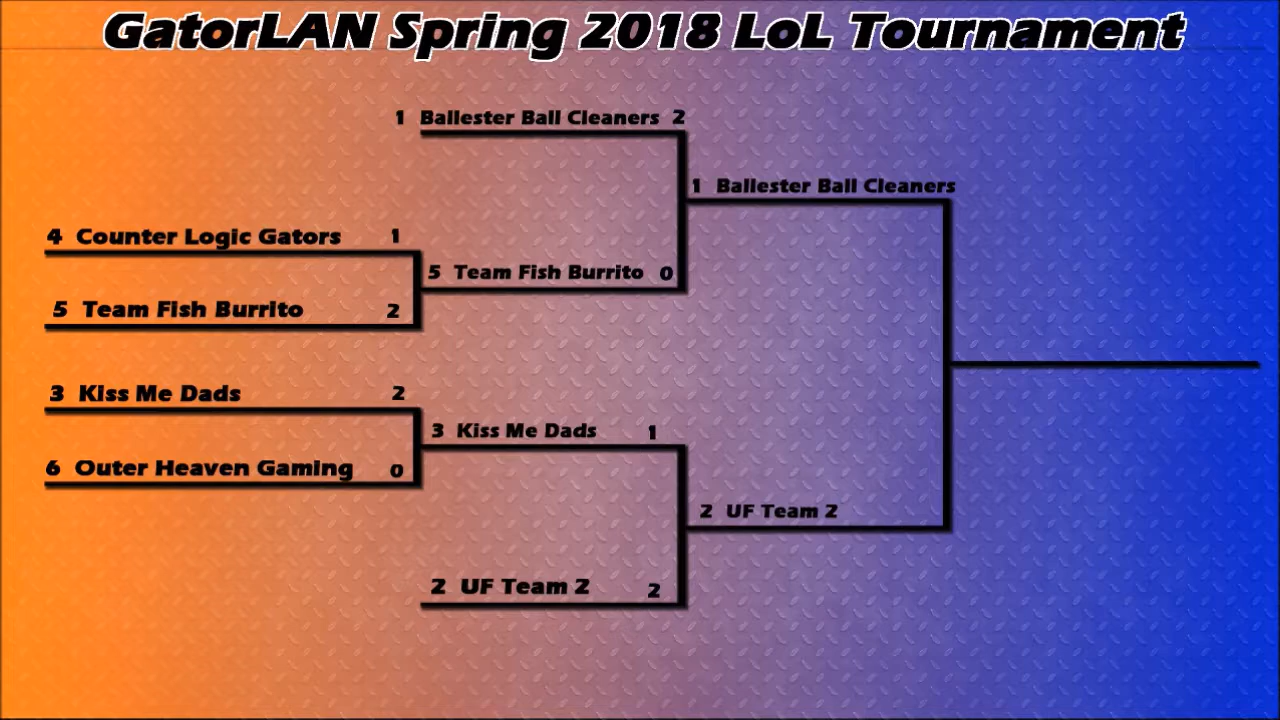 GatorLAN Spring 2018 LoL Tournament
1 Ballester Ball Cleaners 2
1 Ballester Ball Cleaners
4 Counter Logic Gators 1
5 Team Fish Burrito 0
5 Team Fish Burrito 2
3 Kiss Me Dads 2
3 Kiss Me Dads 1
6 Outer Heaven Gaming 0
2 UF Team 2
2 UF Team 2 2